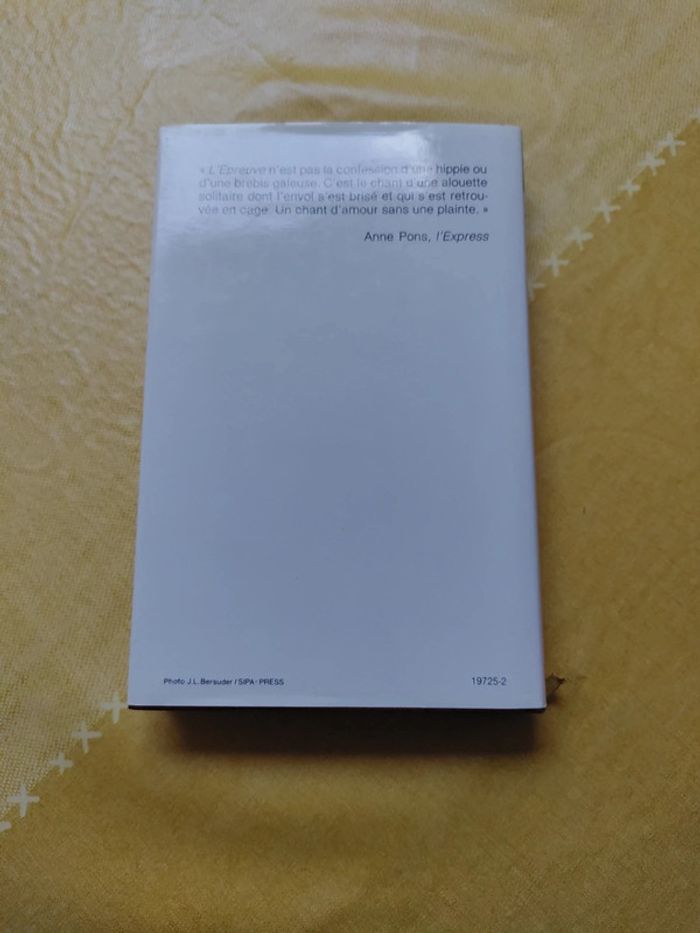 « L'Epreuve n'est pas la confession d'une hippie ou
d'une brebis galeuse. C'est le chant d'une alouette
solitaire dont l'envol s'est brisé et qui s'est retrou-
vée en cage. Un chant d'amour sans une plainte. »
Anne Pons, l'Express
Photo J.L. Bersuder / SIPA-PRESS
19725-2